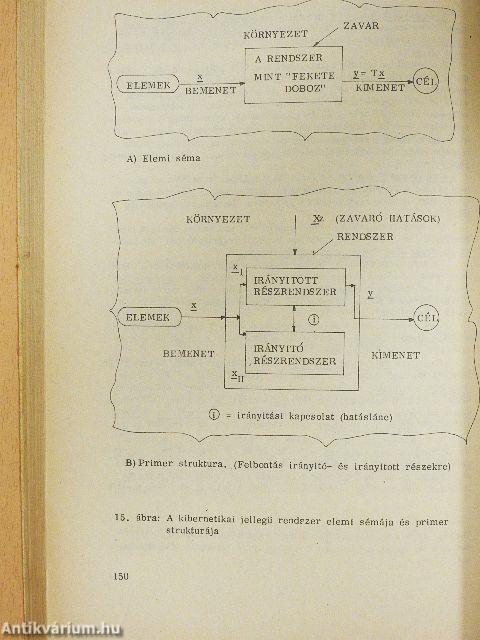 KÖRNYEZET
ZAVAR
ELEMEK
x
BEMENET
A RENDSZER
MINT "FEKETE
DOBOZ"
y = Tx
KIMENET
CÉL
A) Elemi séma
KÖRNYEZET
xz (ZAVARÓ HATÁSOK)
RENDSZER
xI
IRÁNYITOTT
RÉSZRENDSZER
x
y
ELEMEK
i
CÉL
BEMENET
IRÁNYITÓ
RÉSZRENDSZER
KIMENET
xII
i = irányitási kapcsolat (hatáslánc)
B) Primer struktura. (Felbontás irányitó- és irányitott részekre)
15. ábra: A kibernetikai jellegü rendszer elemi sémája és primer
strukturája
150
Antikvárium.hu